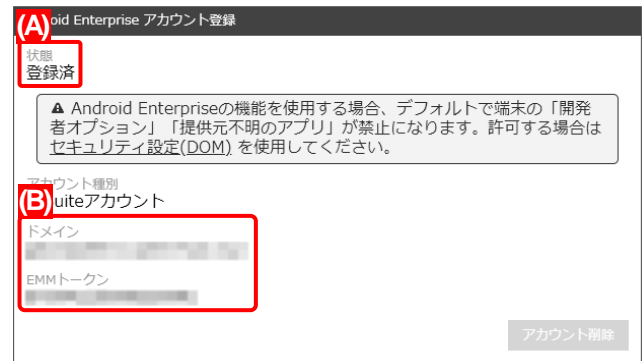 (A)oid Enterprise アカウント登録
状態
登録済
▲ Android Enterpriseの機能を使用する場合、デフォルトで端末の「開発
者オプション」「提供元不明のアプリ」が禁止になります。許可する場合は
セキュリティ設定(DOM) を使用してください。
アカウント種別
(B)uiteアカウント
ドメイン
EMMトークン
アカウント削除